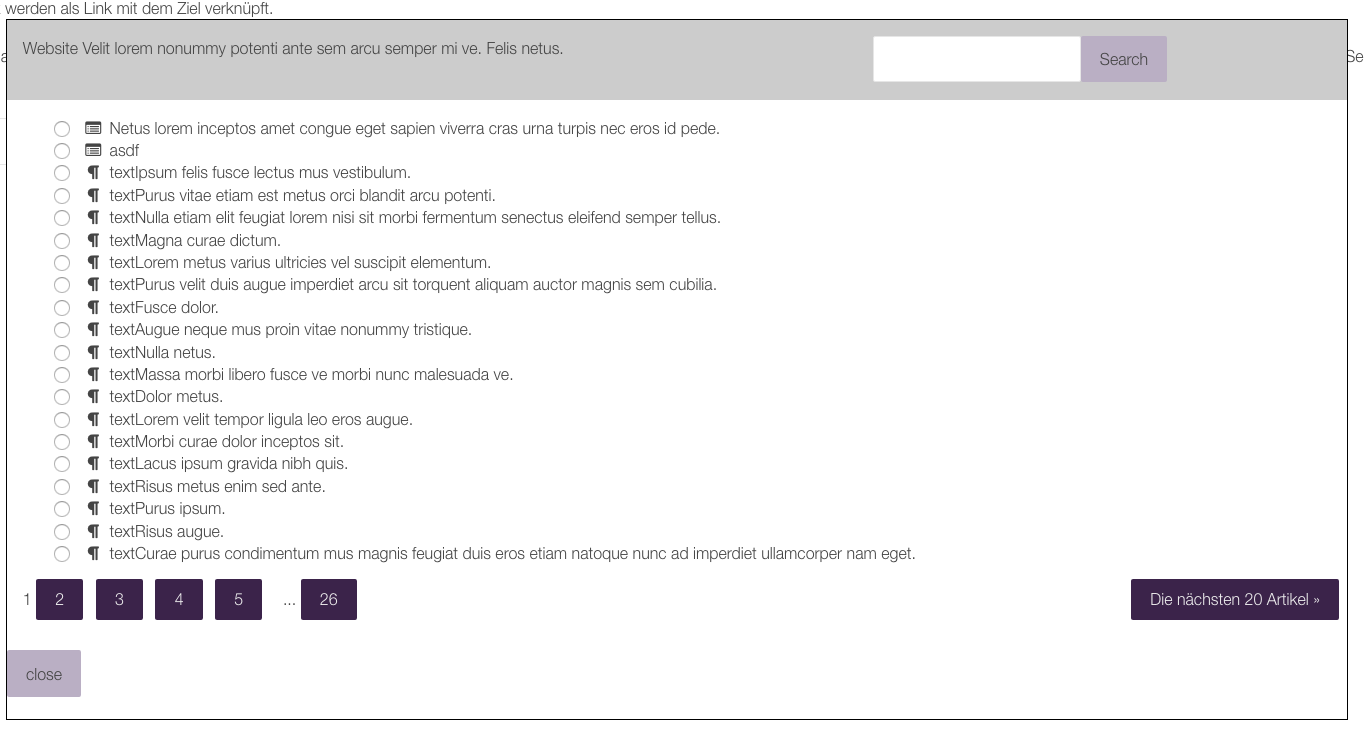 werden als Link mit dem Ziel verknüpft.
Website Velit lorem nonummy potenti ante sem arcu semper mi ve. Felis netus.
Search
Se
Netus lorem inceptos amet congue eget sapien viverra cras urna turpis nec eros id pede.
asdf
textIpsum felis fusce lectus mus vestibulum.
textPurus vitae etiam est metus orci blandit arcu potenti.
textNulla etiam elit feugiat lorem nisi sit morbi fermentum senectus eleifend semper tellus.
textMagna curae dictum.
textLorem metus varius ultricies vel suscipit elementum.
textPurus velit duis augue imperdiet arcu sit torquent aliquam auctor magnis sem cubilia.
textFusce dolor.
textAugue neque mus proin vitae nonummy tristique.
textNulla netus.
textMassa morbi libero fusce ve morbi nunc malesuada ve.
textDolor metus.
textLorem velit tempor ligula leo eros augue.
textMorbi curae dolor inceptos sit.
textLacus ipsum gravida nibh quis.
textRisus metus enim sed ante.
textPurus ipsum.
textRisus augue.
textCurae purus condimentum mus magnis feugiat duis eros etiam natoque nunc ad imperdiet ullamcorper nam eget.
1 2 3 4 5 ... 26 Die nächsten 20 Artikel »
close